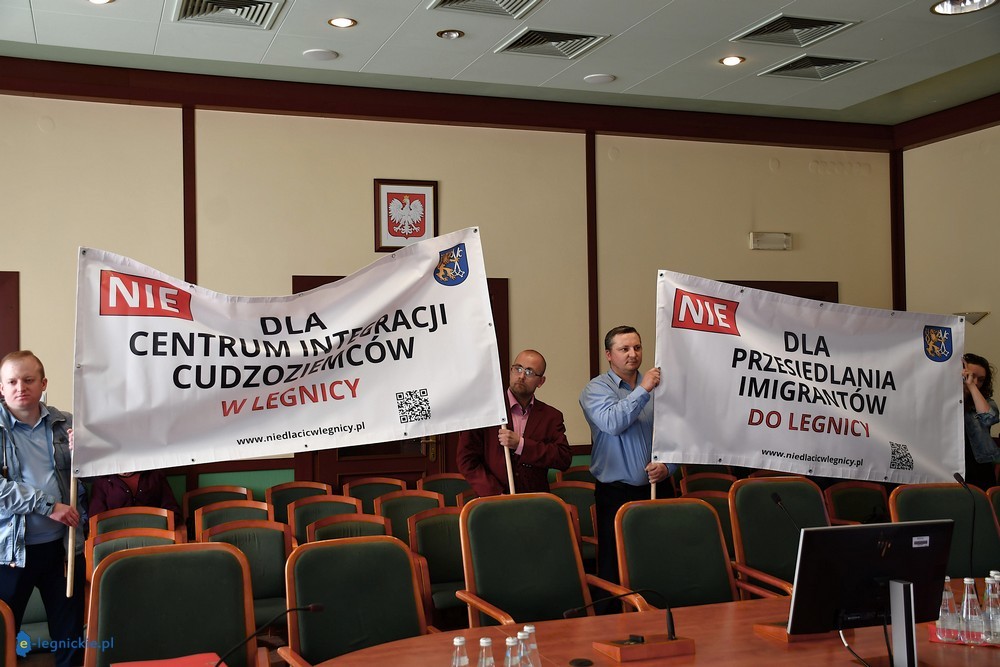 NIE
DLA
CENTRUM INTEGRACJI
CUDZOZIEMCÓW
W LEGNICY
www.niedlacicwlegnicy.pl
NIE
DLA
PRZESIEDLANIA
IMIGRANTÓW
DO LEGNICY
www.niedlacicwlegnicy.pl
e-legnickie.pl